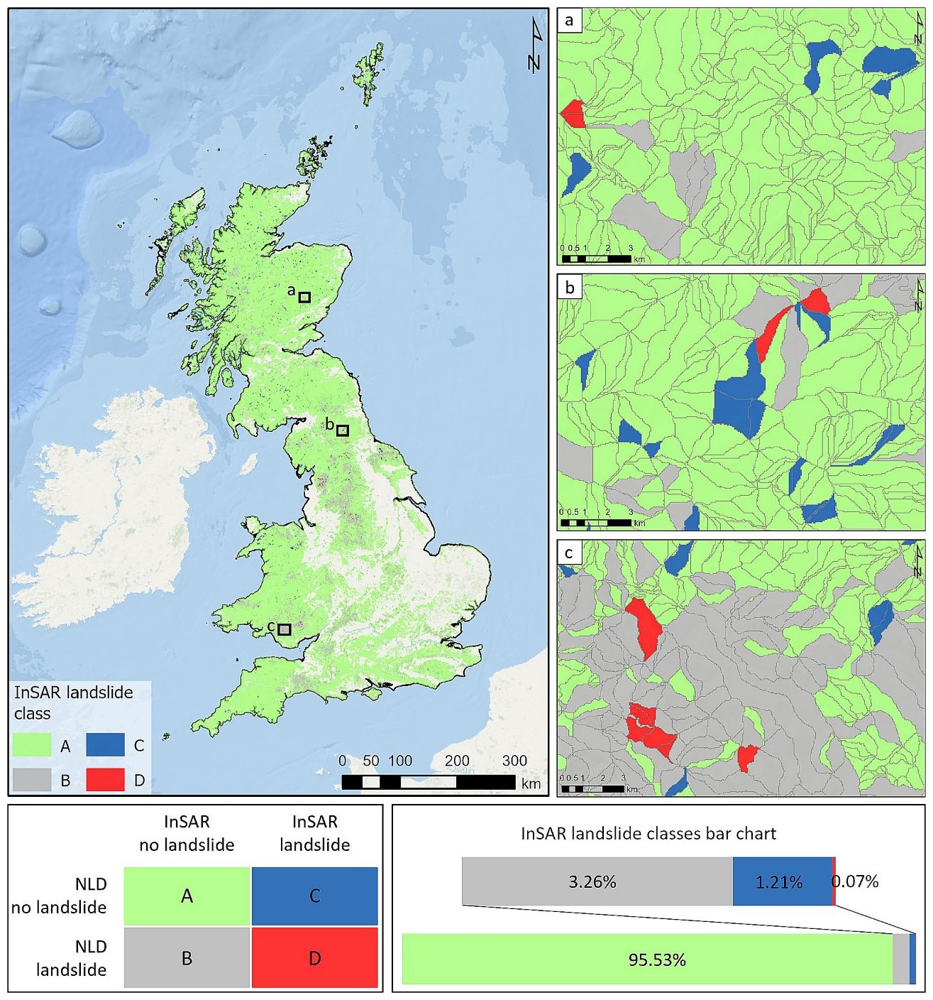 N
a
b
c
InSAR landslide
class
A
C
B
D
0 50 100 200 300
km
a
N
0 0.5 1 2 3
km
b
N
0 0.5 1 2 3
km
c
N
0 0.5 1 2 3
km
InSAR
no landslide
InSAR
landslide
NLD
no landslide
A
C
NLD
landslide
B
D
InSAR landslide classes bar chart
3.26%
1.21%
0.07%
95.53%